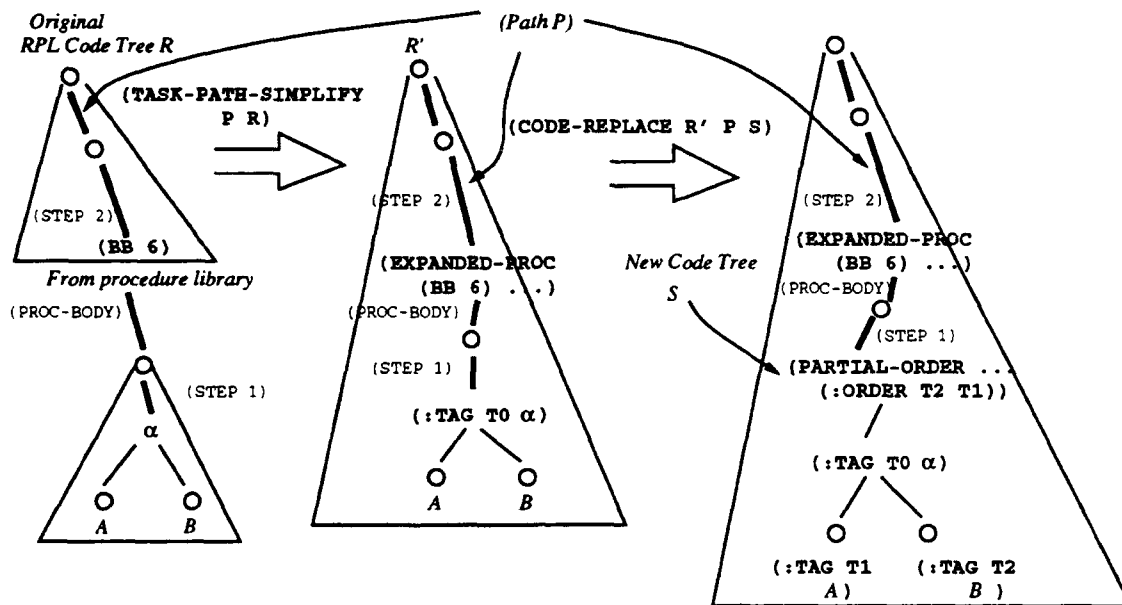 Original
RPL Code Tree R
(TASK-PATH-SIMPLIFY
P R)
(STEP 2)
(BB 6)
From procedure library
(PROC-BODY)
(STEP 1)
α
A
B
(Path P)
R'
(CODE-REPLACE R' P S)
(STEP 2)
(EXPANDED-PROC
(BB 6) ...)
(PROC-BODY)
(STEP 1)
(:TAG T0 α)
A
B
New Code Tree
S
(STEP 2)
(EXPANDED-PROC
(BB 6) ...)
(PROC-BODY)
(STEP 1)
(PARTIAL-ORDER ...
(:ORDER T2 T1))
(:TAG T0 α)
(:TAG T1
A)
(:TAG T2
B)